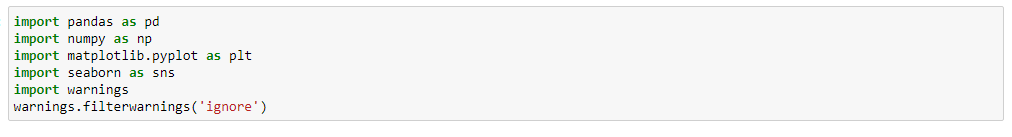 import pandas as pd
import numpy as np
import matplotlib.pyplot as plt
import seaborn as sns
import warnings
warnings.filterwarnings('ignore')